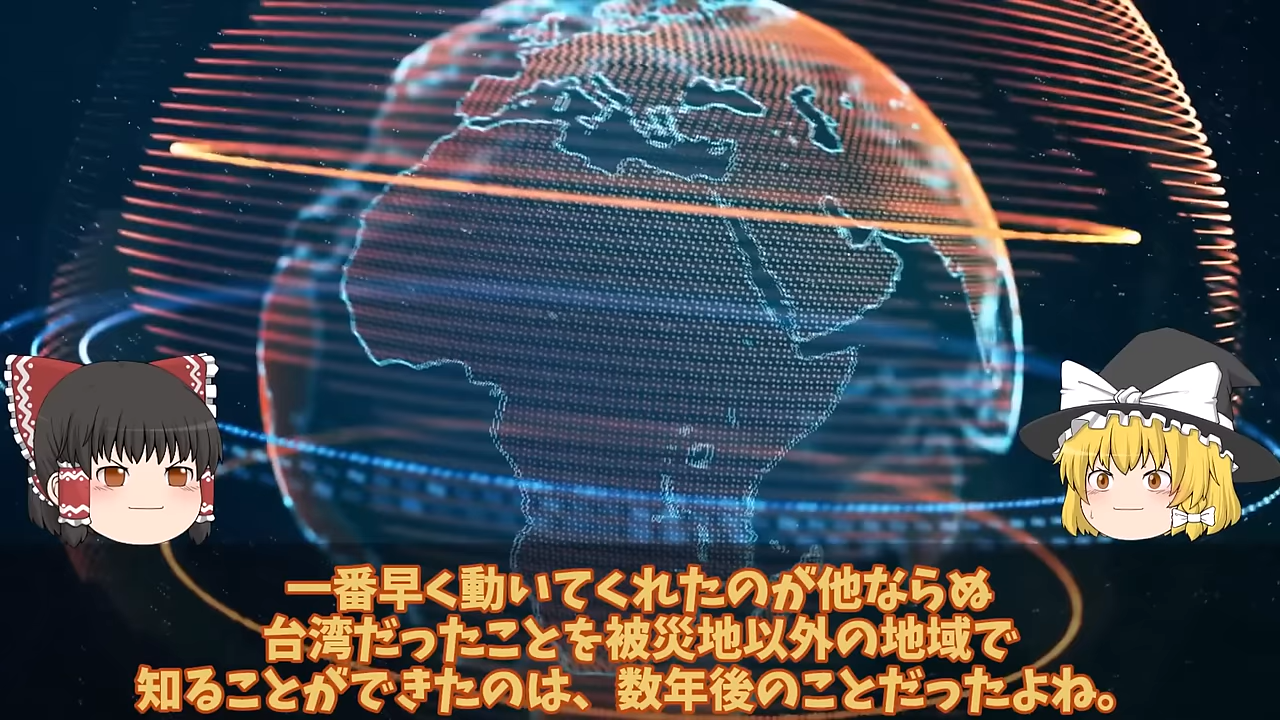 一番早く動いてくれたのが他ならぬ
台湾だったことを被災地以外の地域で
知ることができたのは、数年後のことだったよね。